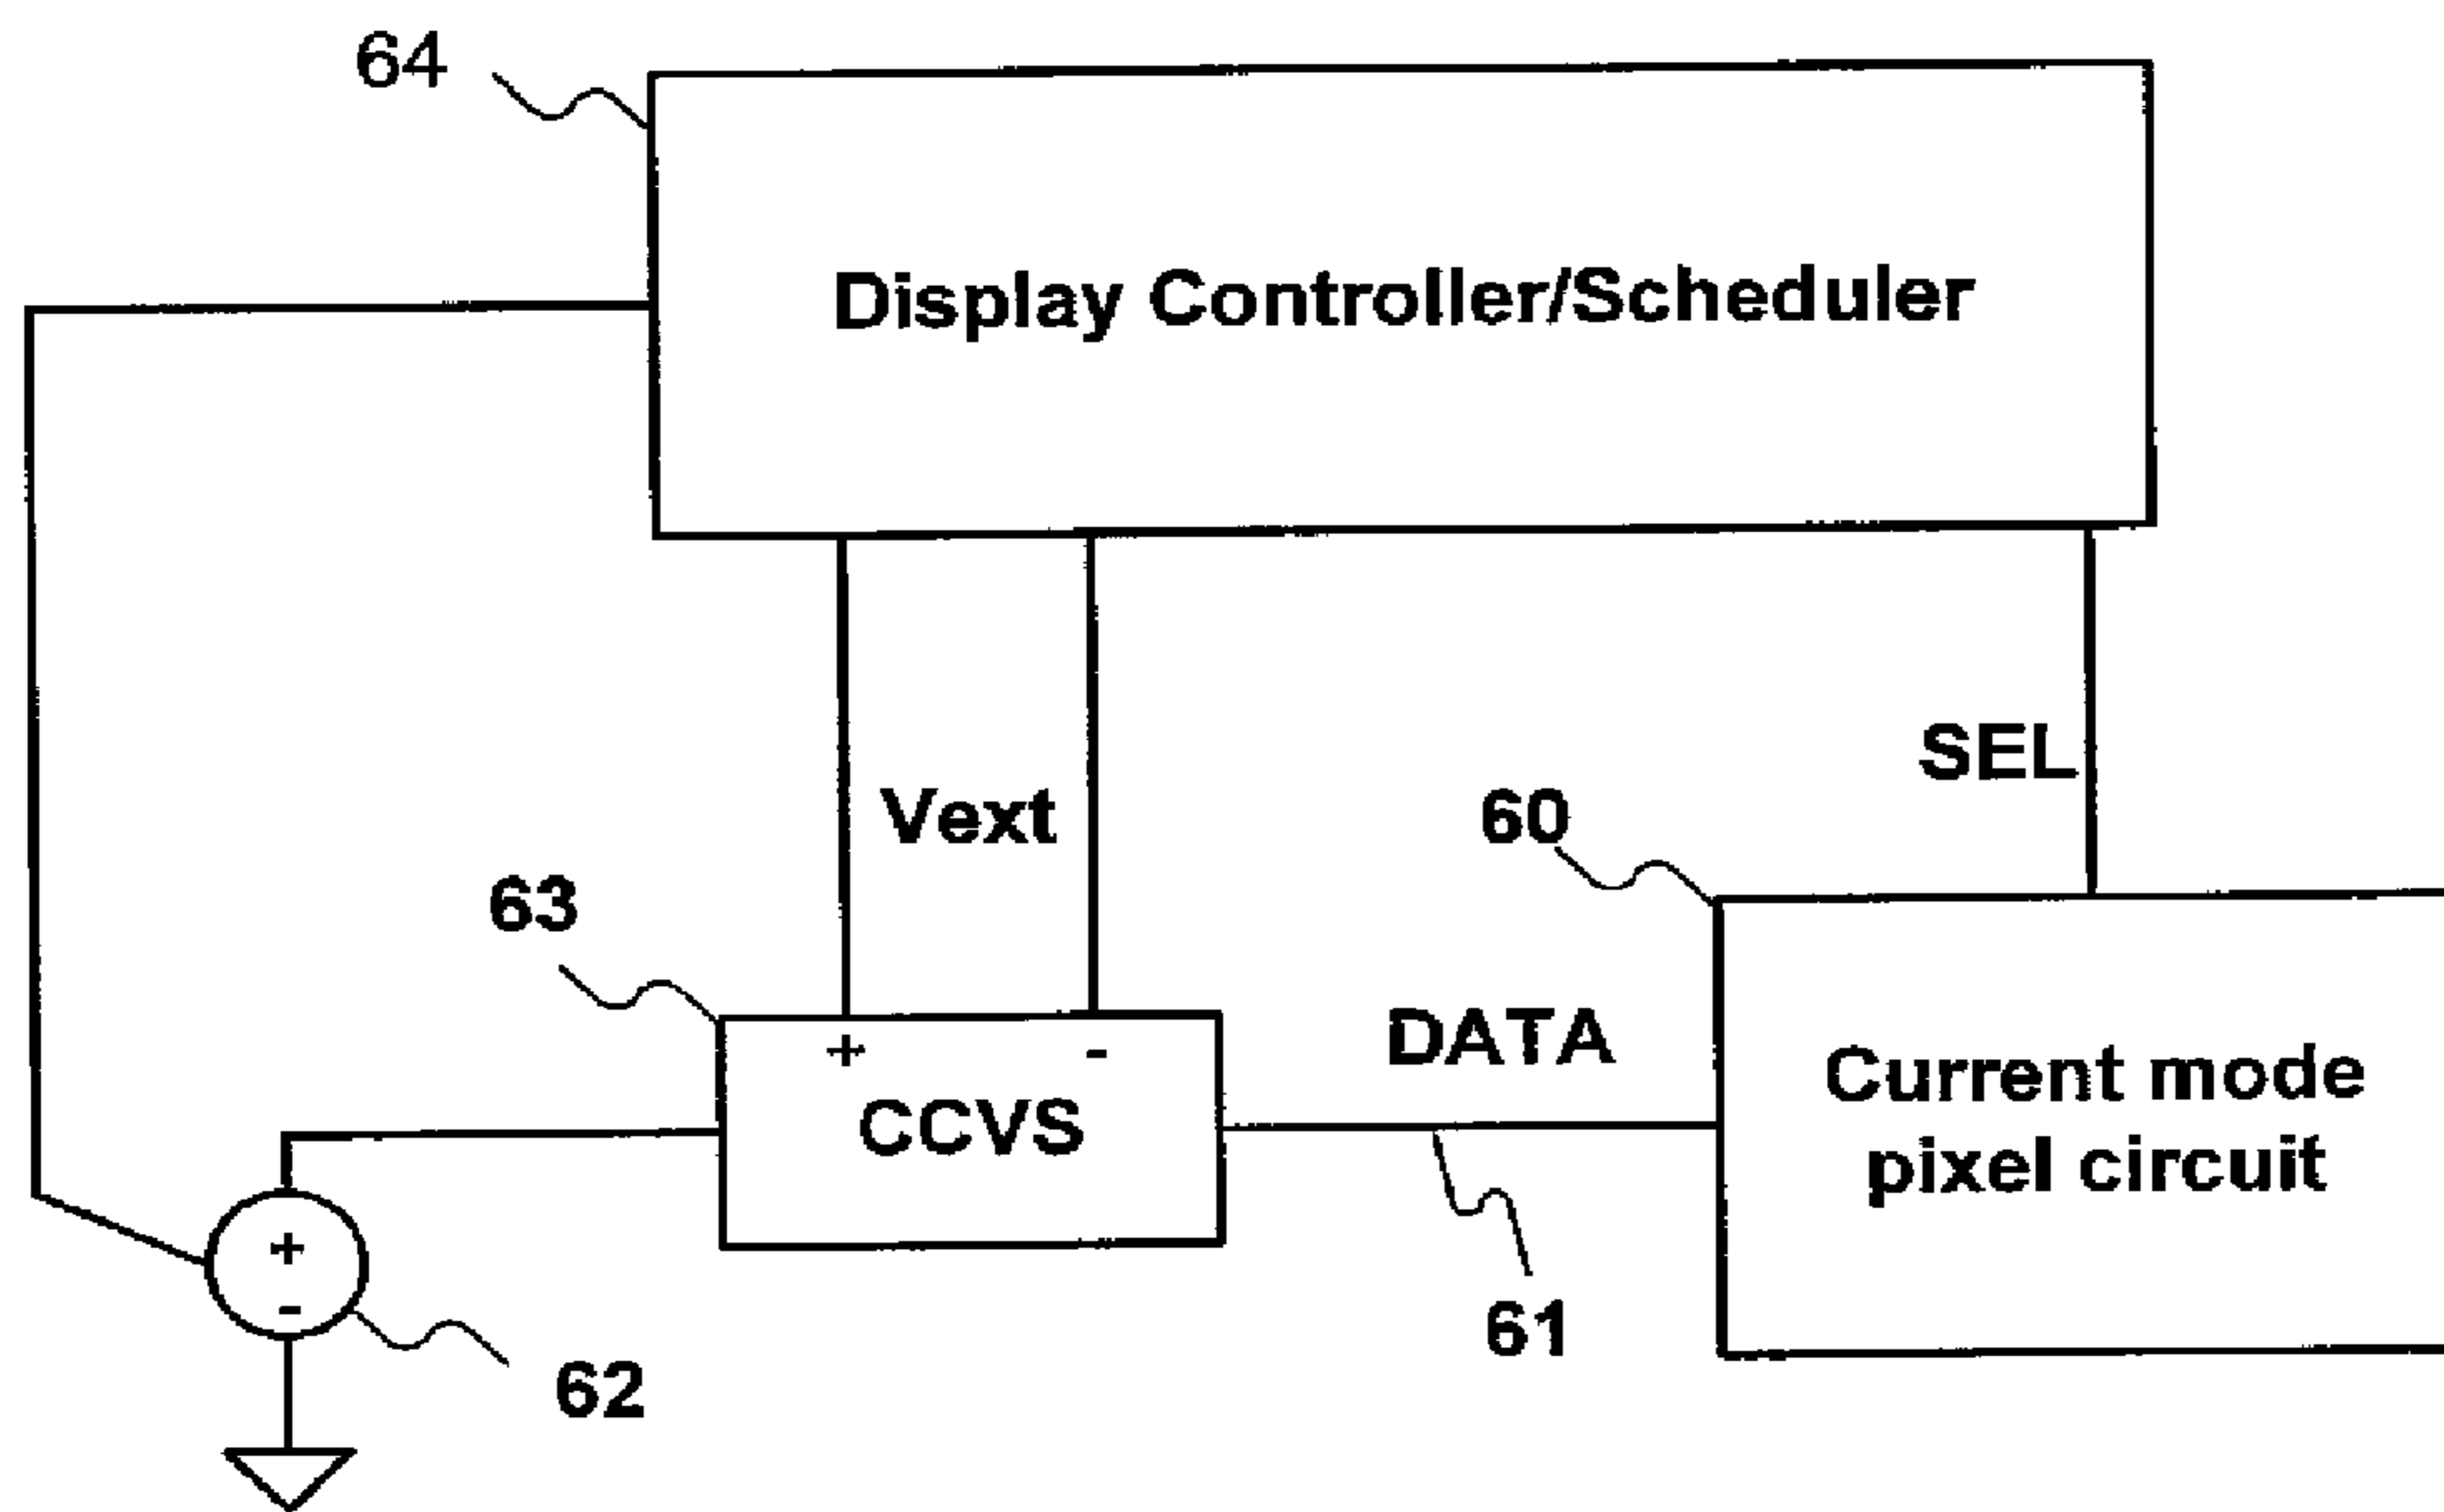 64
Display Controller/Scheduler
SEL
Vext
60
63
+ -
CCVS
DATA
Current mode
pixel circuit
+
-
61
62